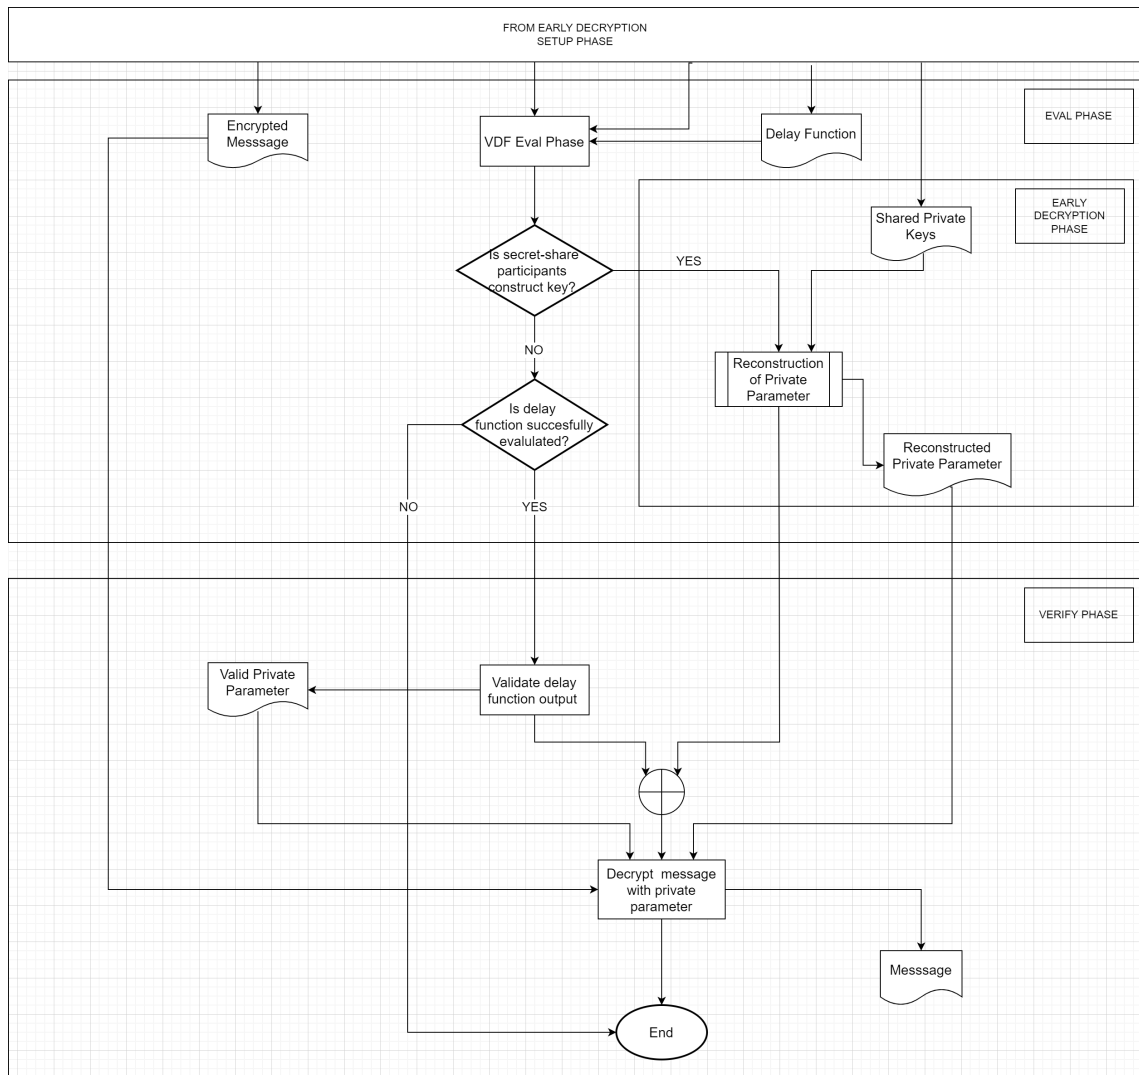 FROM EARLY DECRYPTION
SETUP PHASE
EVAL PHASE
Encrypted
Messsage
VDF Eval Phase
Delay Function
EARLY
DECRYPTION
PHASE
Shared Private
Keys
Is secret-share
participants
construct key?
YES
NO
Reconstruction
of Private
Parameter
Is delay
function succesfully
evalulated?
Reconstructed
Private Parameter
NO
YES
VERIFY PHASE
Valid Private
Parameter
Validate delay
function output
Decrypt message
with private
parameter
Messsage
End